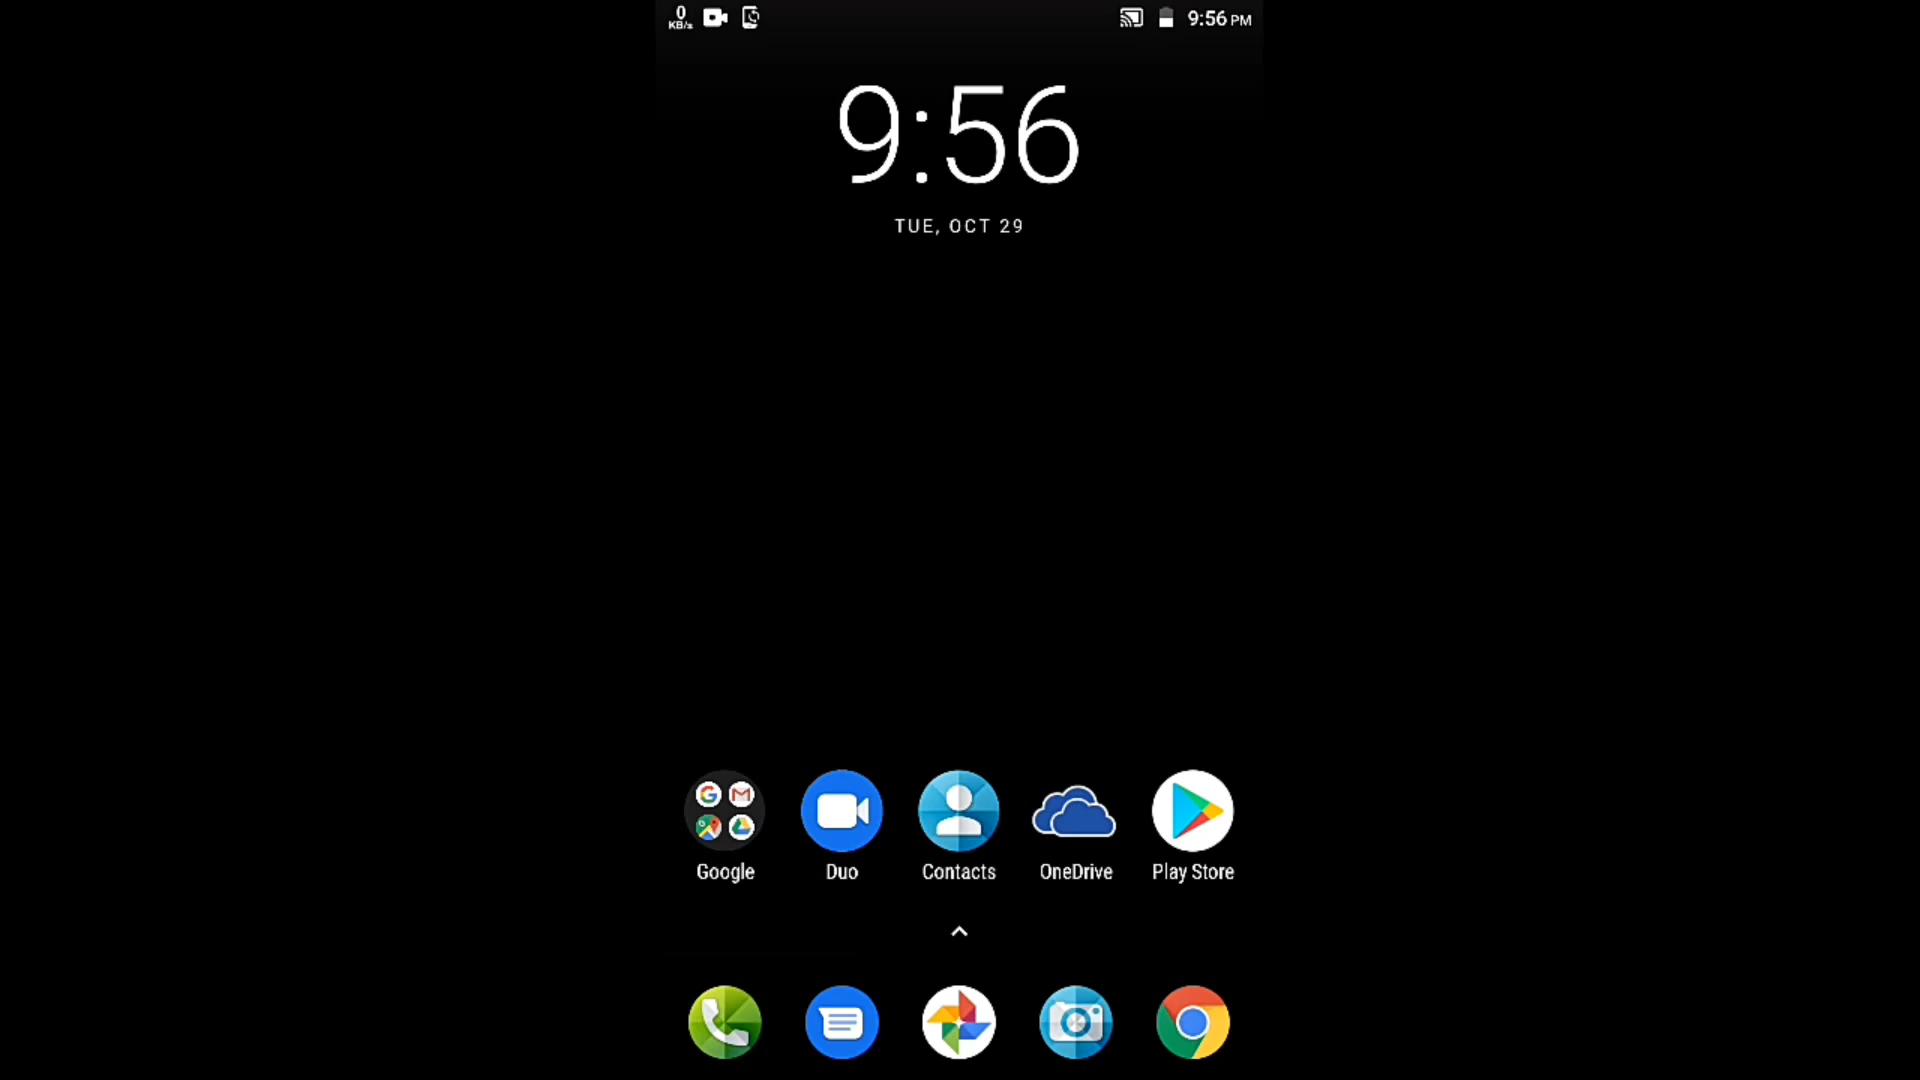 0
KB/s
9:56 PM
9:56
TUE, OCT 29
Google
Duo
Contacts
OneDrive
Play Store